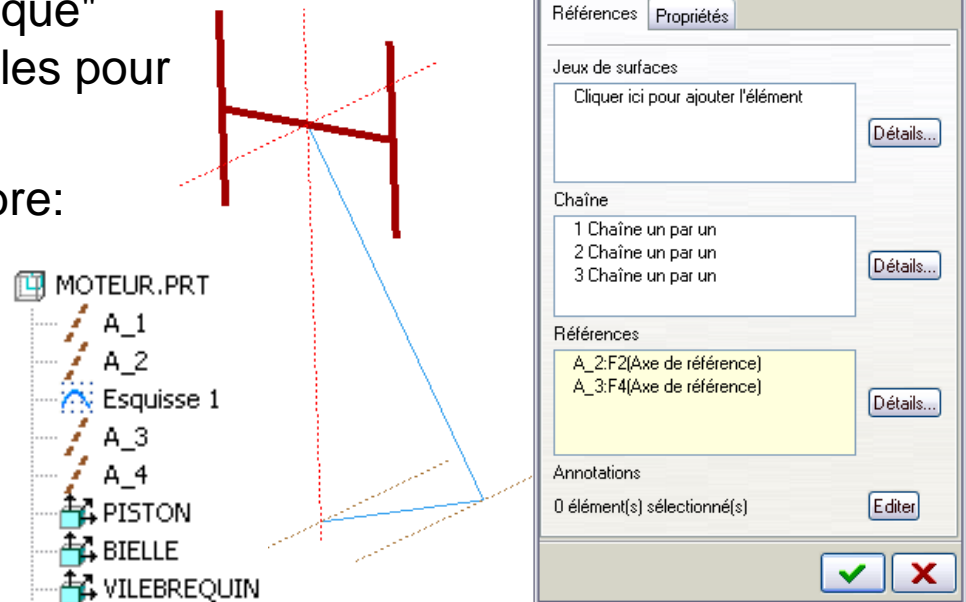 que"
les pour
ore:
MOTEUR.PRT
A_1
A_2
Esquisse 1
A_3
A_4
PISTON
BIELLE
VILEBREQUIN
Références Propriétés
Jeux de surfaces
Cliquer ici pour ajouter l'élément
Détails...
Chaîne
1 Chaîne un par un
2 Chaîne un par un
3 Chaîne un par un
Détails...
Références
A_2:F2(Axe de référence)
A_3:F4(Axe de référence)
Détails...
Annotations
0 élément(s) sélectionné(s) Editer